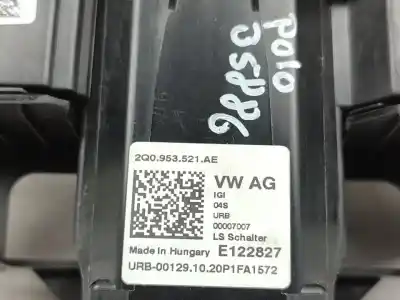 Polo
2Q0.953.521.AE
VW AG
IGI
04S
URB
00007007
LS Schalter
Made in Hungary E122827
URB-00129.10.20P1FA1572